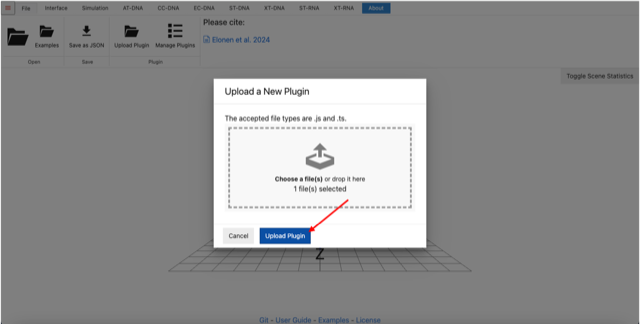 File Interface Simulation AT-DNA CC-DNA EC-DNA ST-DNA XT-DNA ST-RNA XT-RNA About
Please cite:
Elonen et al. 2024
Examples Save as JSON Upload Plugin Manage Plugins
Open Save Plugin
Toggle Scene Statistics
Upload a New Plugin
The accepted file types are .js and .ts.
Choose a file(s) or drop it here
1 file(s) selected
Cancel Upload Plugin
Z
Git - User Guide - Examples - License